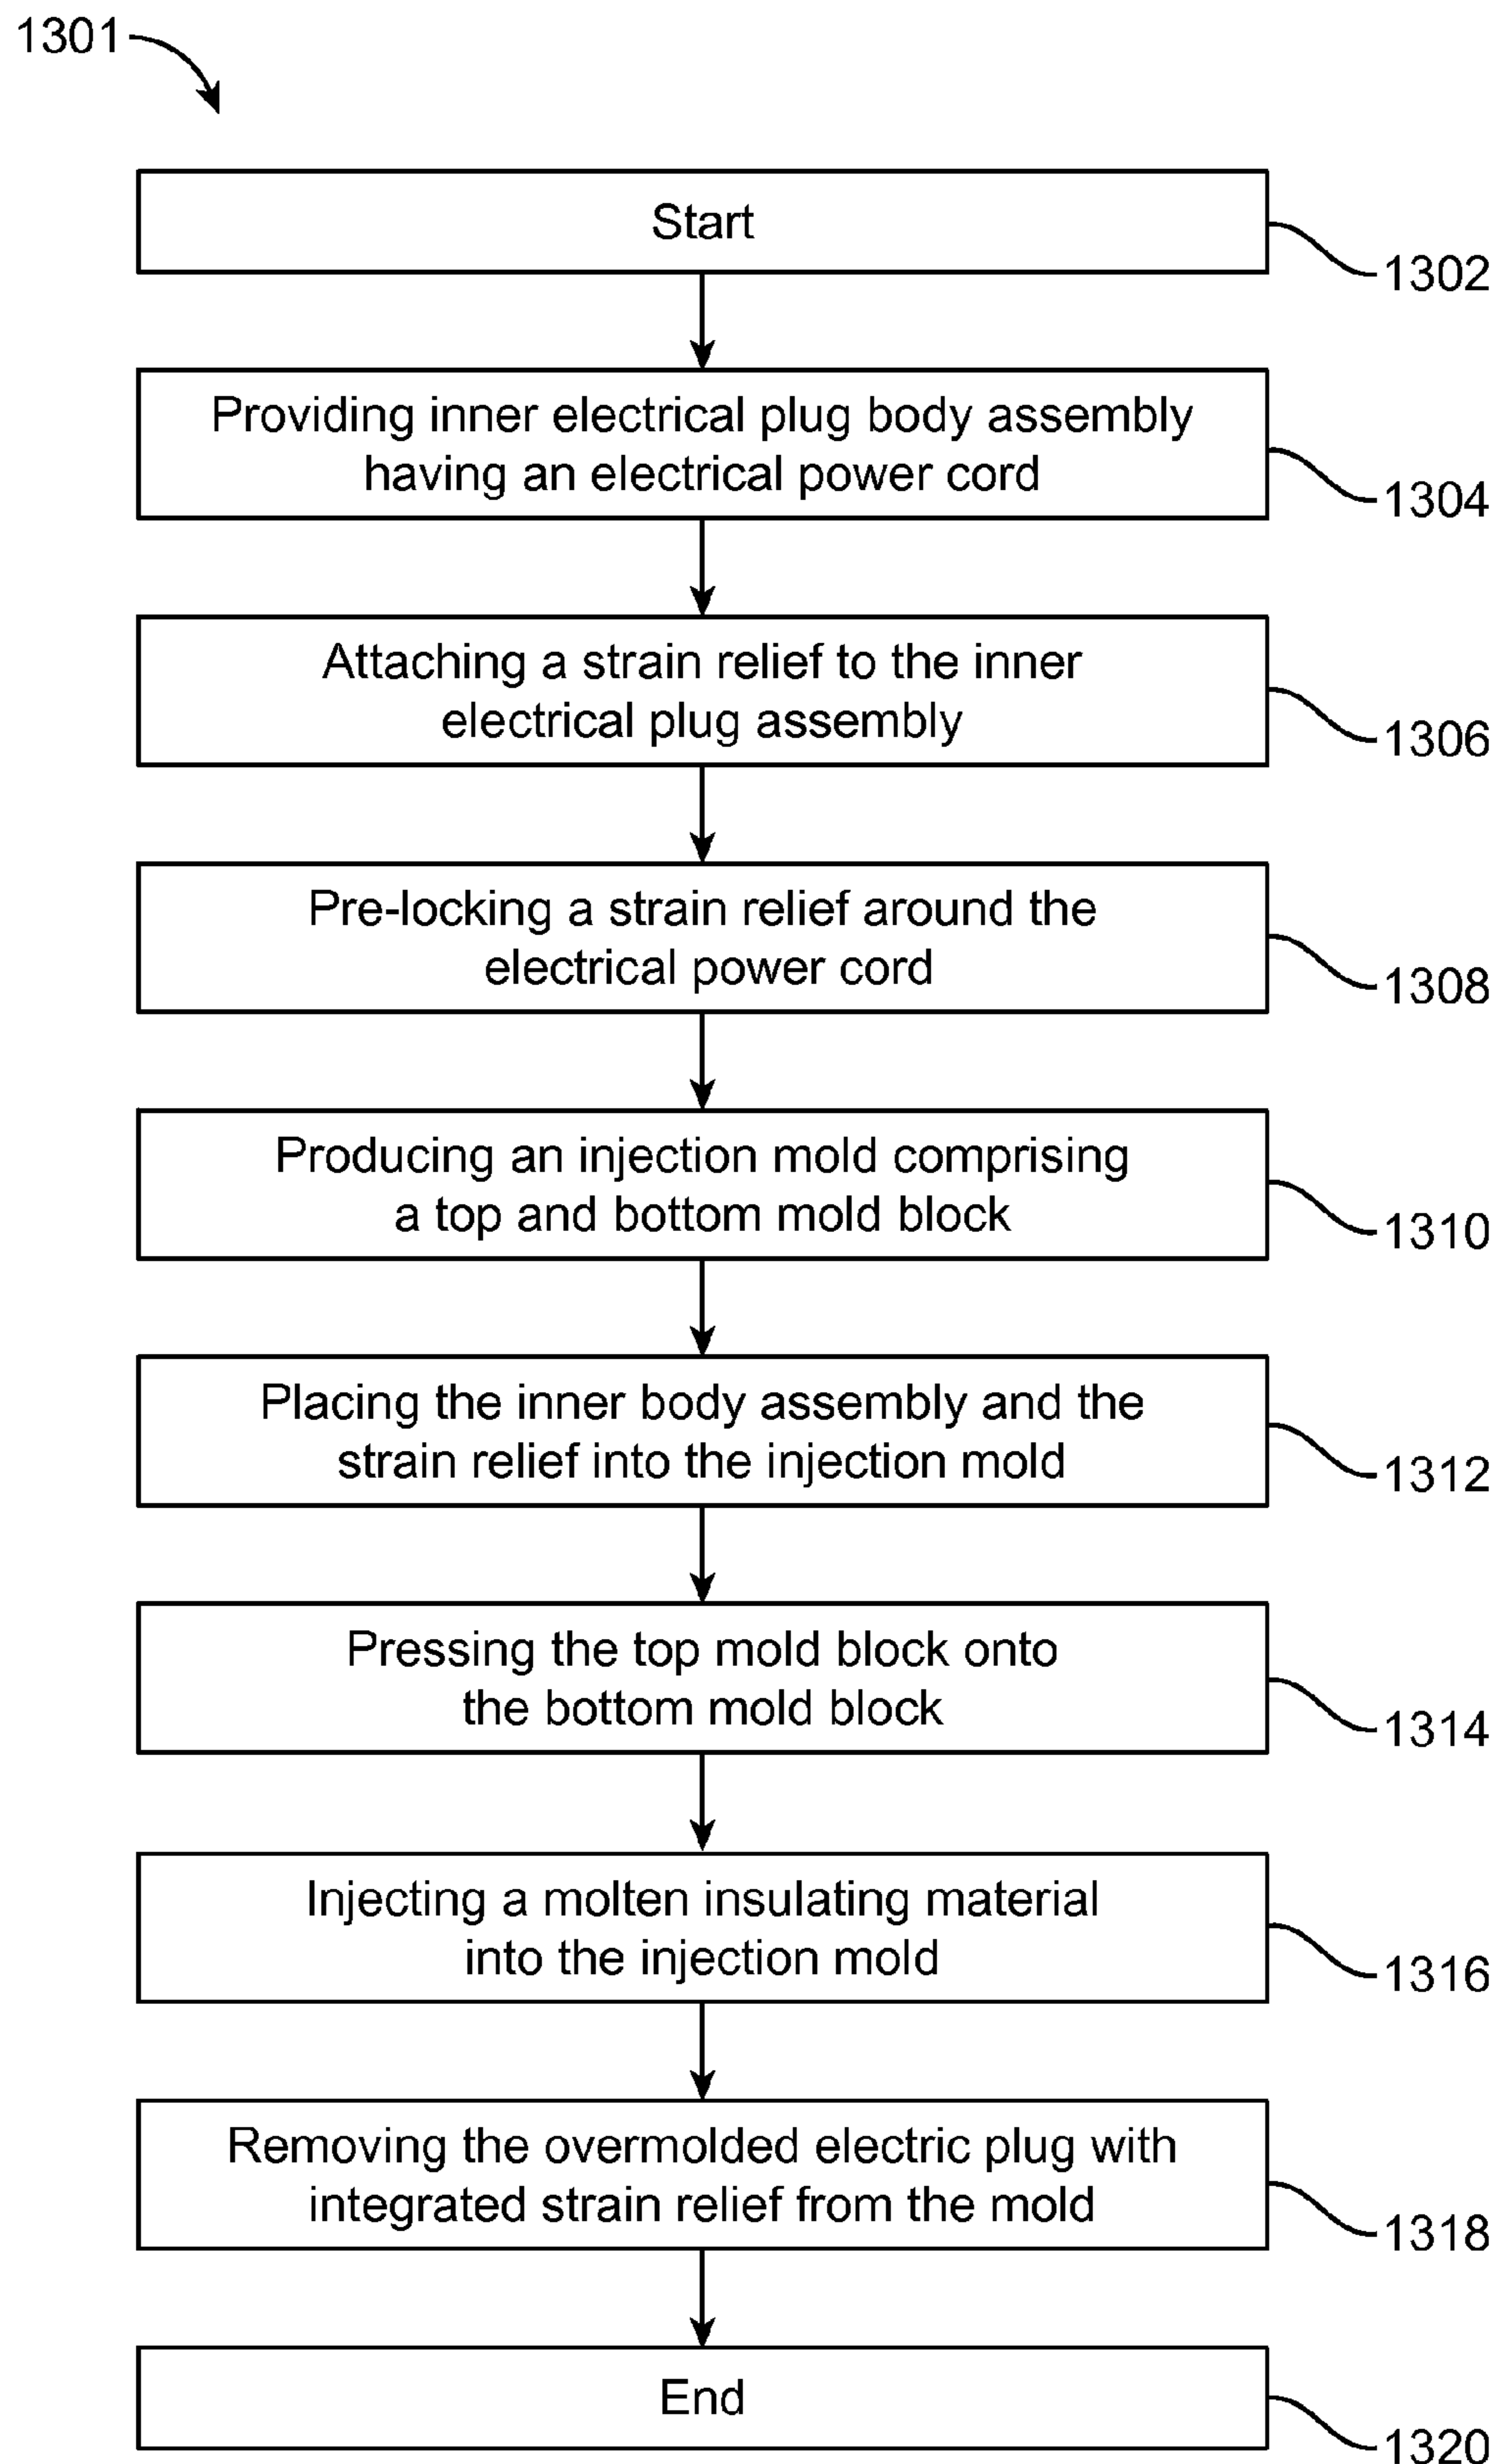 1301
Start
1302
Providing inner electrical plug body assembly
having an electrical power cord
1304
Attaching a strain relief to the inner
electrical plug assembly
1306
Pre-locking a strain relief around the
electrical power cord
1308
Producing an injection mold comprising
a top and bottom mold block
1310
Placing the inner body assembly and the
strain relief into the injection mold
1312
Pressing the top mold block onto
the bottom mold block
1314
Injecting a molten insulating material
into the injection mold
1316
Removing the overmolded electric plug with
integrated strain relief from the mold
1318
End
1320